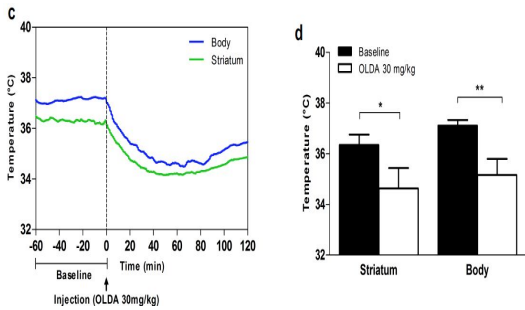 c
40
38
36
34
32
Temperature (°C)
Body
Striatum
-60 -40 -20 0 20 40 60 80 100 120
Baseline
Time (min)
Injection (OLDA 30mg/kg)
d
Baseline
OLDA 30 mg/kg
40
38
36
34
32
Temperature (°C)
*
**
Striatum Body